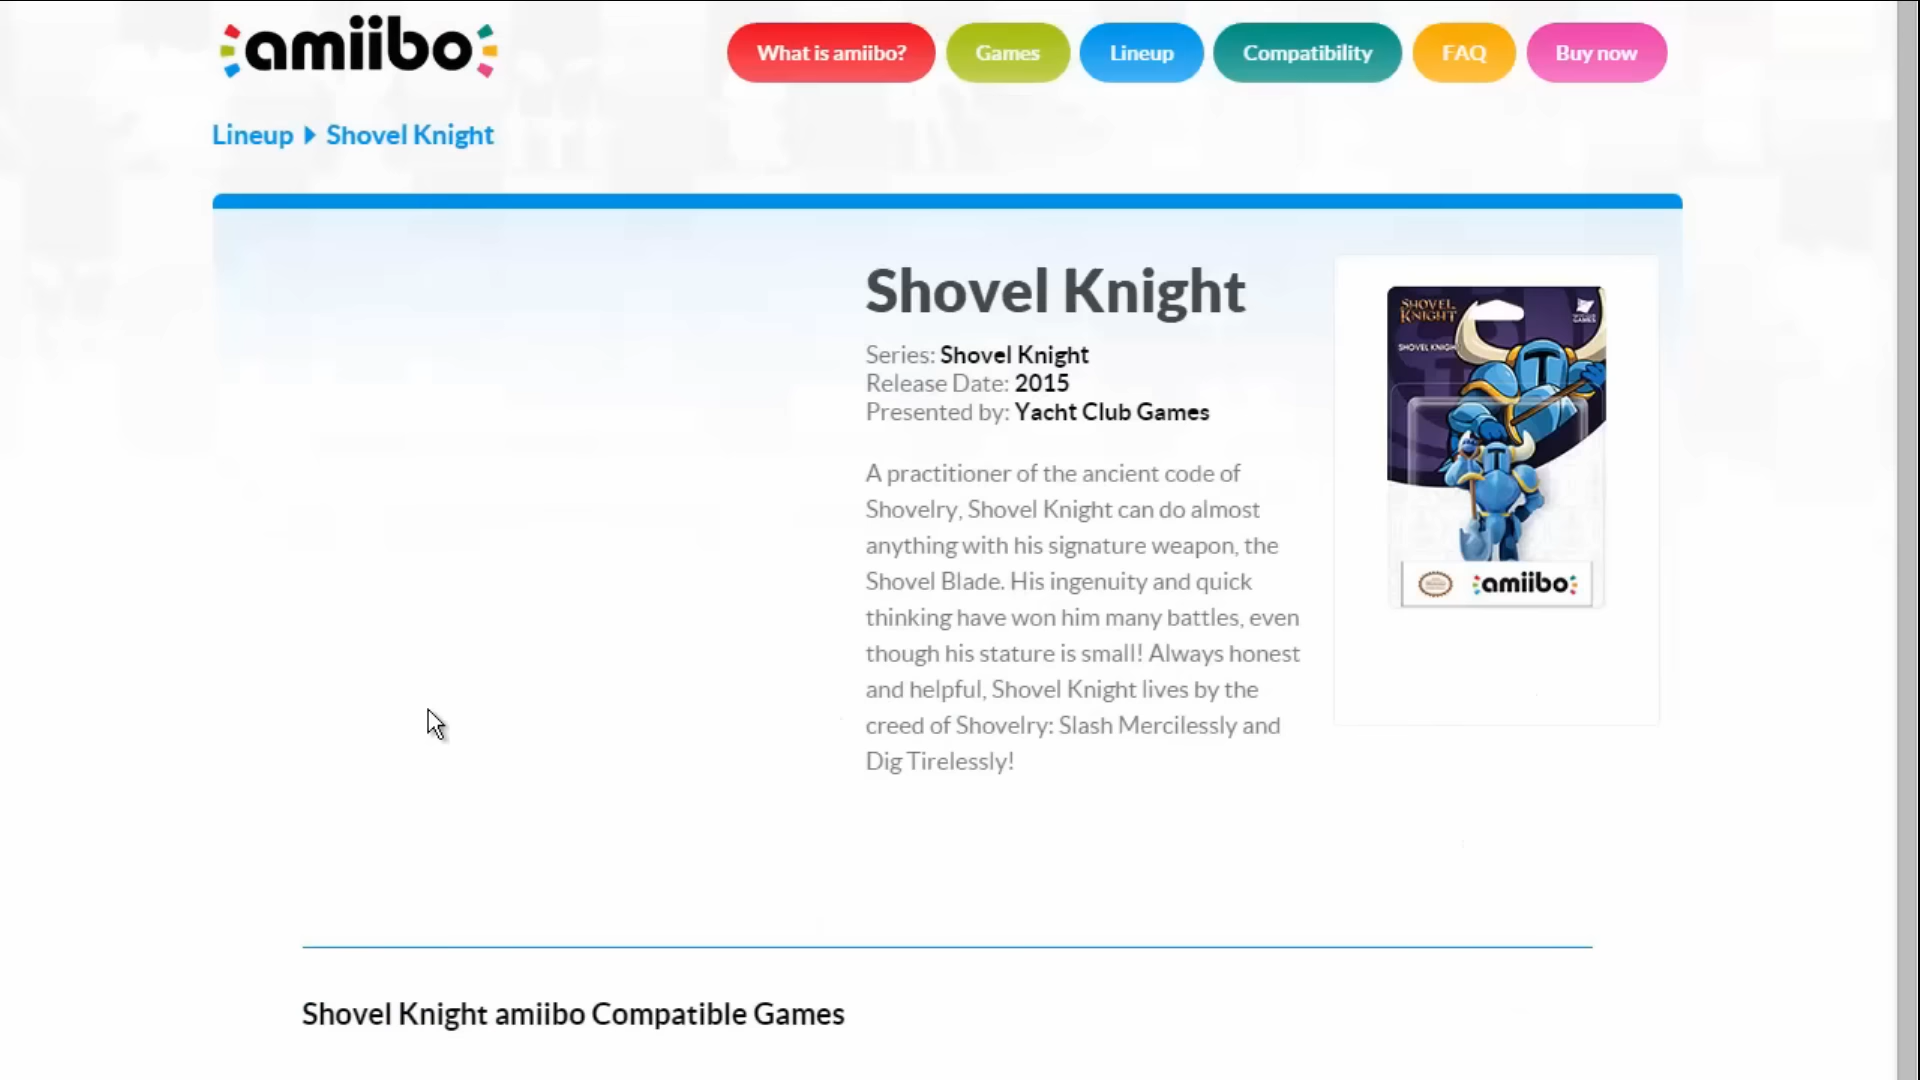 amiibo
What is amiibo?
Games
Lineup
Compatibility
FAQ
Buy now
Lineup Shovel Knight
Shovel Knight
Series: Shovel Knight
Release Date: 2015
Presented by: Yacht Club Games
A practitioner of the ancient code of
Shovelry, Shovel Knight can do almost
anything with his signature weapon, the
Shovel Blade. His ingenuity and quick
thinking have won him many battles, even
though his stature is small! Always honest
and helpful, Shovel Knight lives by the
creed of Shovelry: Slash Mercilessly and
Dig Tirelessly!
SHOVEL
KNIGHT
SHOVEL KNIGH
amiibo
Shovel Knight amiibo Compatible Games